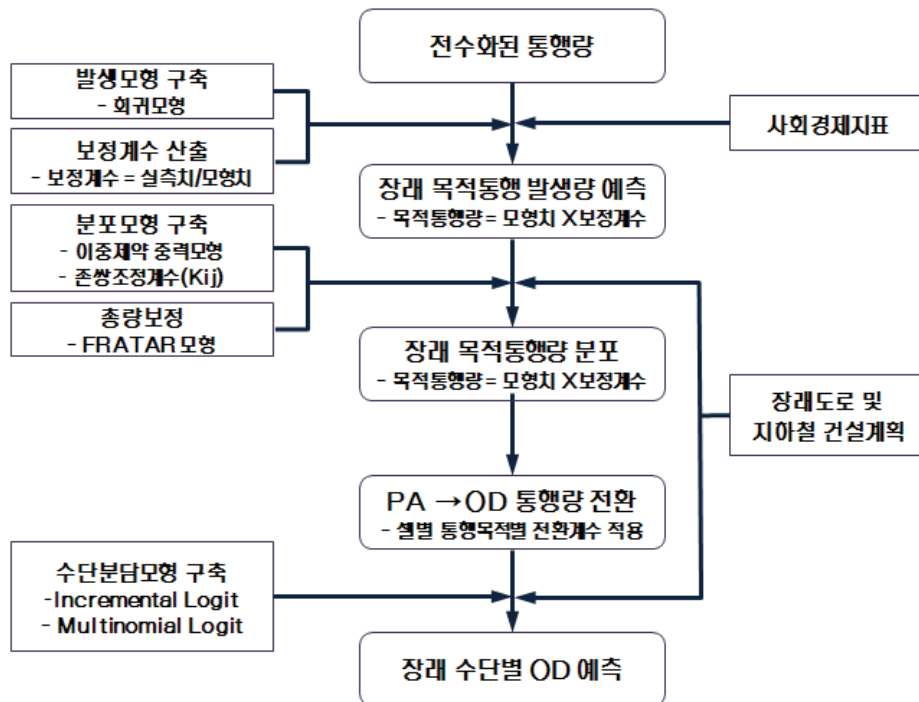 전수화된 통행량
발생모형 구축
- 회귀모형
보정계수 산출
- 보정계수 = 실측치/모형치
사회경제지표
장래 목적통행 발생량 예측
- 목적통행량 = 모형치 X보정계수
분포모형 구축
- 이중제약 중력모형
- 존쌍조정계수(Kij)
총량보정
- FRATAR 모형
장래 목적통행량 분포
- 목적통행량 = 모형치 X보정계수
장래도로 및
지하철 건설계획
PA →OD 통행량 전환
- 셀별 통행목적별 전환계수 적용
수단분담모형 구축
-Incremental Logit
- Multinomial Logit
장래 수단별 OD 예측